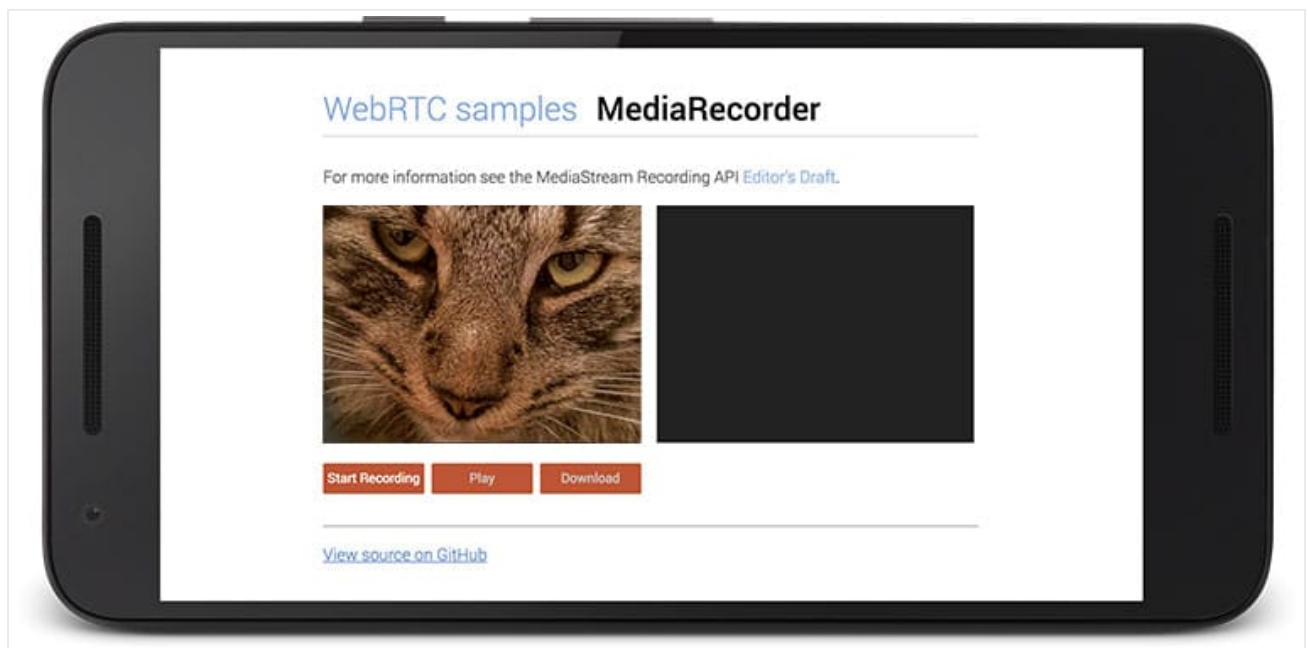 WebRTC samples MediaRecorder
For more information see the MediaStream Recording API Editor's Draft.
Start Recording Play Download
View source on GitHub